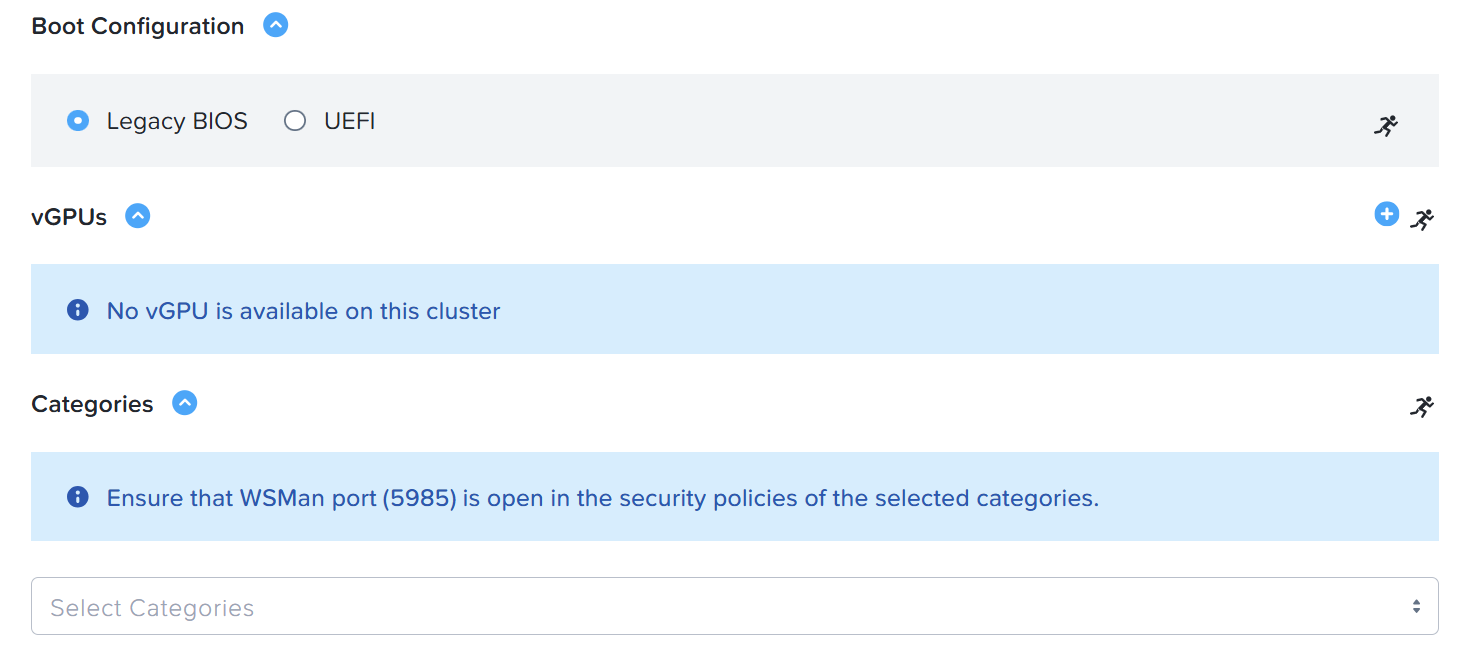 Boot Configuration
Legacy BIOS UEFI
vGPUs
No vGPU is available on this cluster
Categories
Ensure that WSMan port (5985) is open in the security policies of the selected categories.
Select Categories